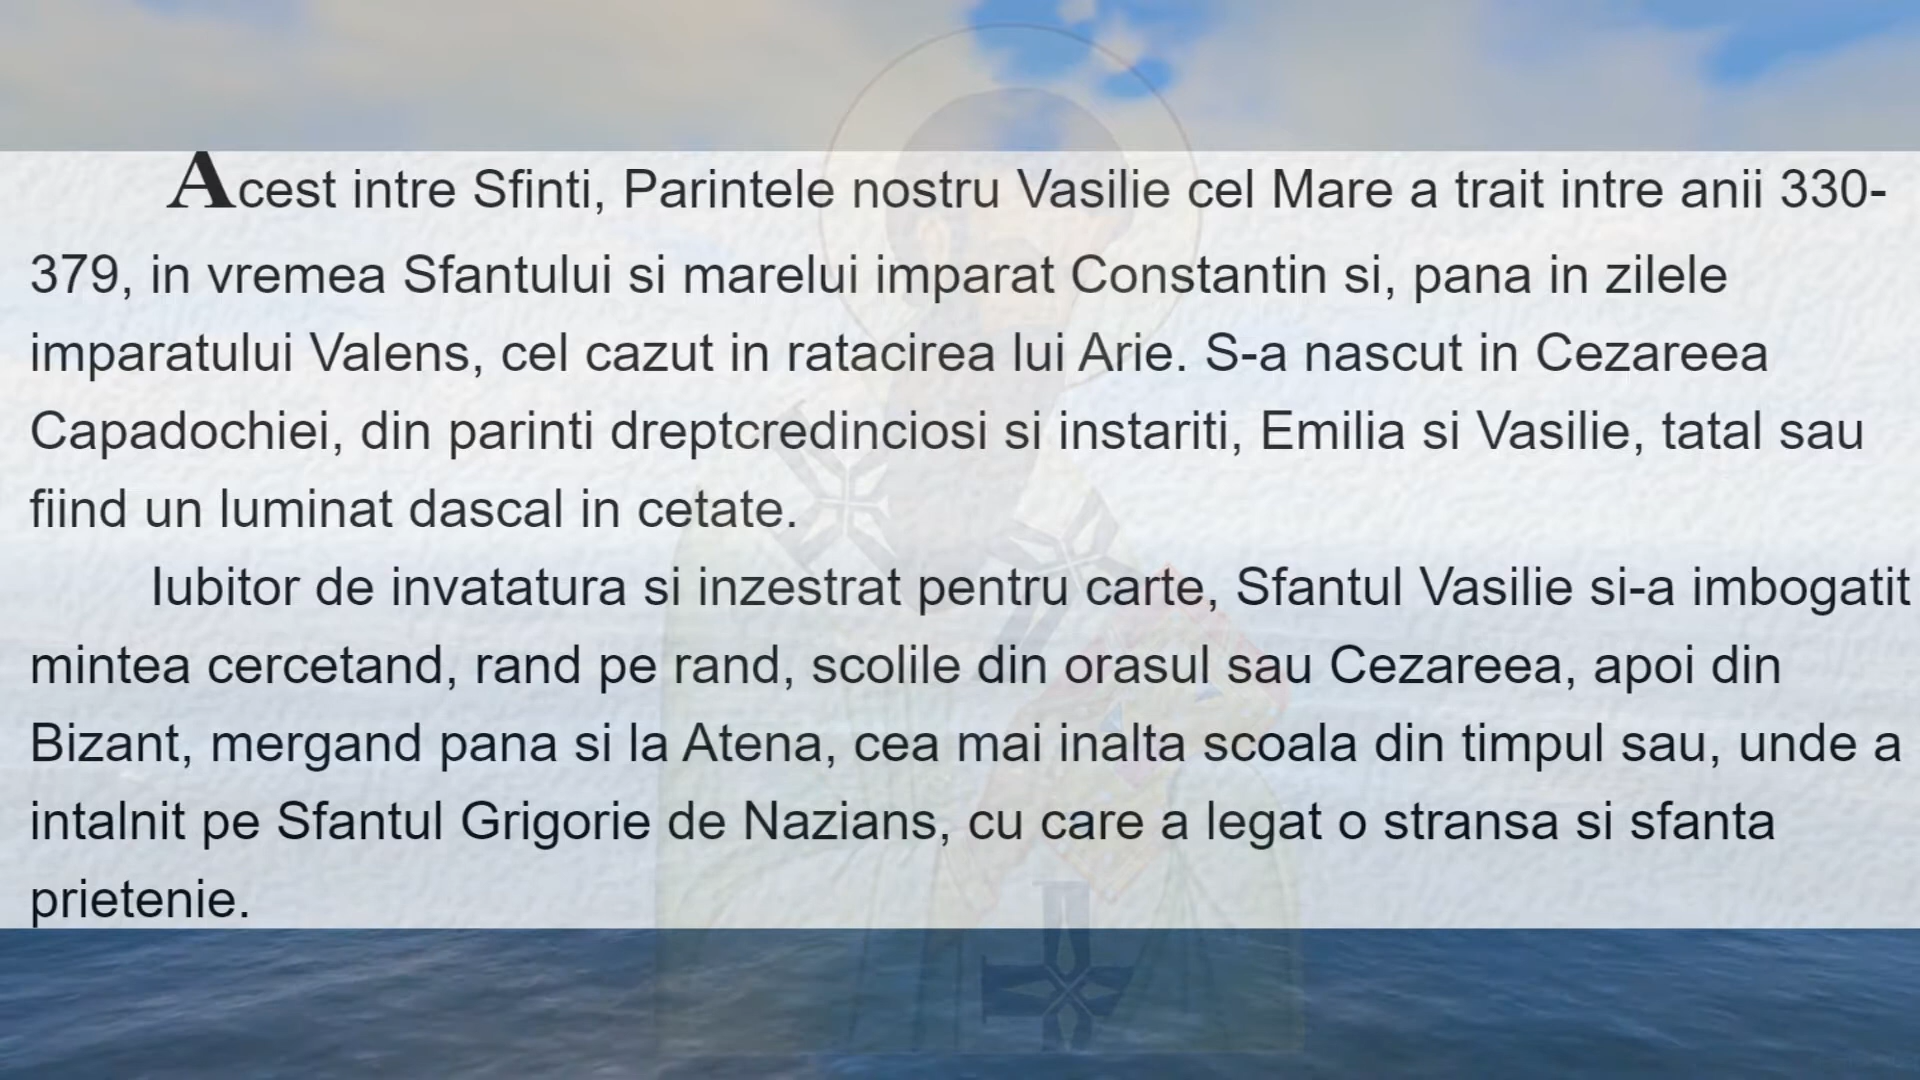 Acest intre Sfinti, Parintele nostru Vasilie cel Mare a trait intre anii 330-
379, in vremea Sfantului si marelui imparat Constantin si, pana in zilele
imparatului Valens, cel cazut in ratacirea lui Arie. S-a nascut in Cezareea
Capadochiei, din parinti dreptcredinciosi si instariti, Emilia si Vasilie, tatal sau
fiind un luminat dascal in cetate.
Iubitor de invatatura si inzestrat pentru carte, Sfantul Vasilie si-a imbogatit
mintea cercetand, rand pe rand, scolile din orasul sau Cezareea, apoi din
Bizant, mergand pana si la Atena, cea mai inalta scoala din timpul sau, unde a
intalnit pe Sfantul Grigorie de Nazians, cu care a legat o stransa si sfanta
prietenie.